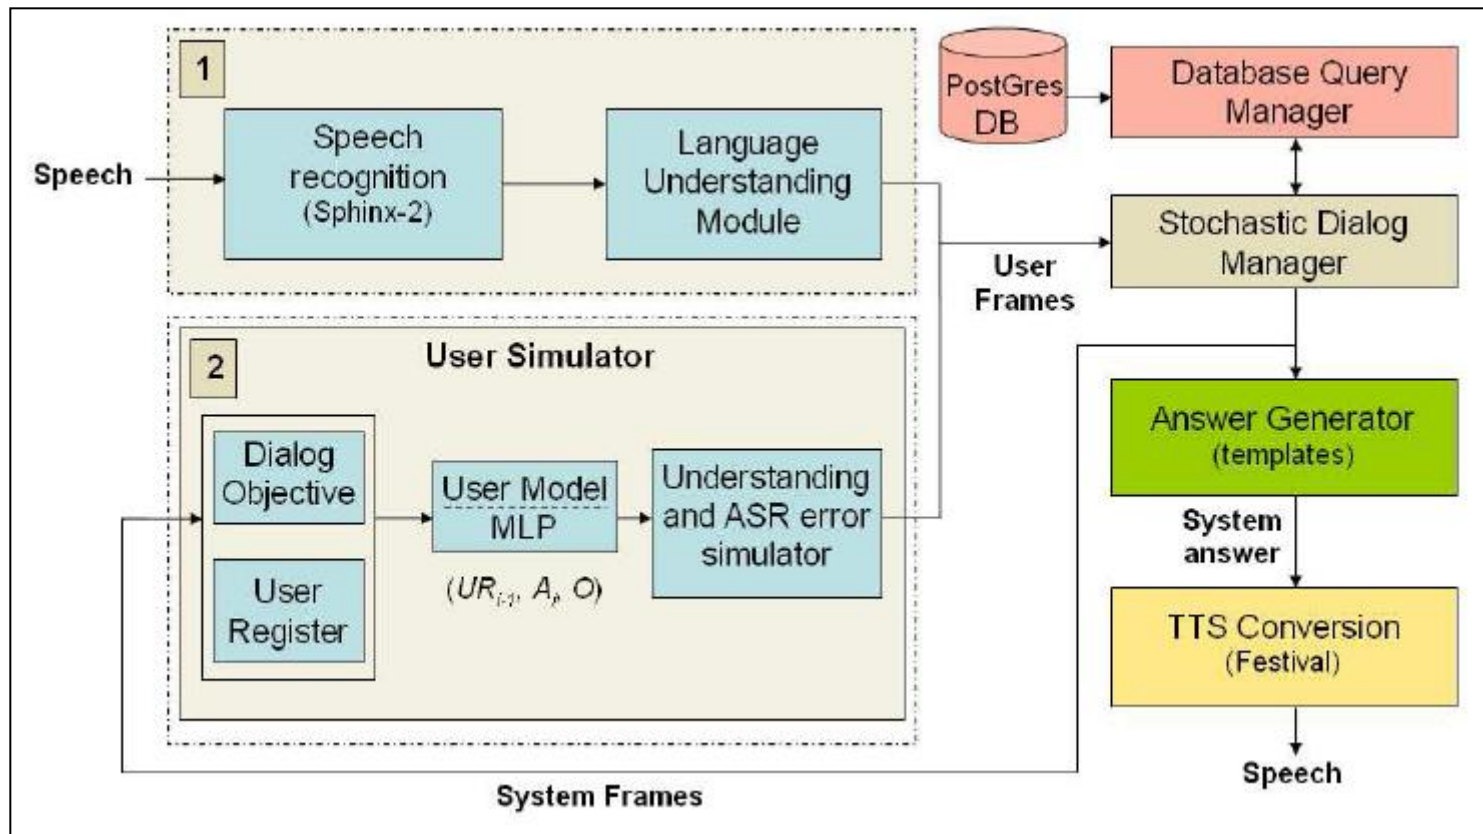 1
Speech
Speech
recognition
(Sphinx-2)
Language
Understanding
Module
PostGres
DB
Database Query
Manager
Stochastic Dialog
Manager
User
Frames
2
User Simulator
Dialog
Objective
User
Register
User Model
MLP
(UR_{i-1}, A_i, O)
Understanding
and ASR error
simulator
Answer Generator
(templates)
System
answer
TTS Conversion
(Festival)
Speech
System Frames